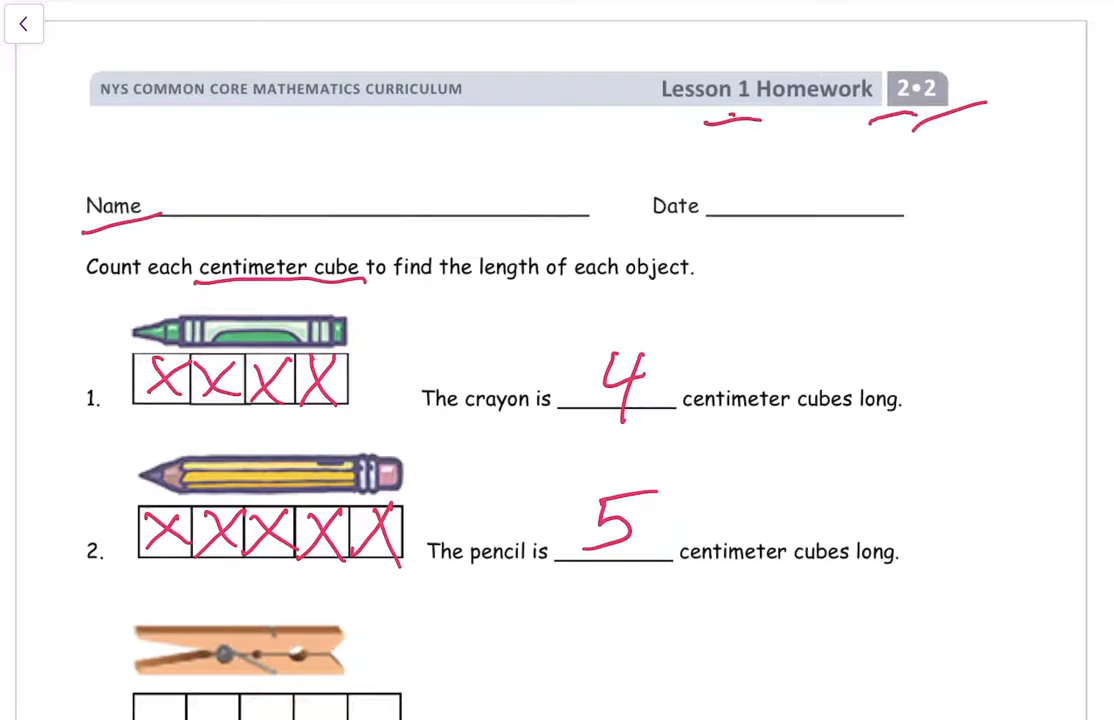 NYS COMMON CORE MATHEMATICS CURRICULUM Lesson 1 Homework 2•2
Name Date
Count each centimeter cube to find the length of each object.
X X X X
1. The crayon is 4 centimeter cubes long.
X X X X X
2. The pencil is 5 centimeter cubes long.